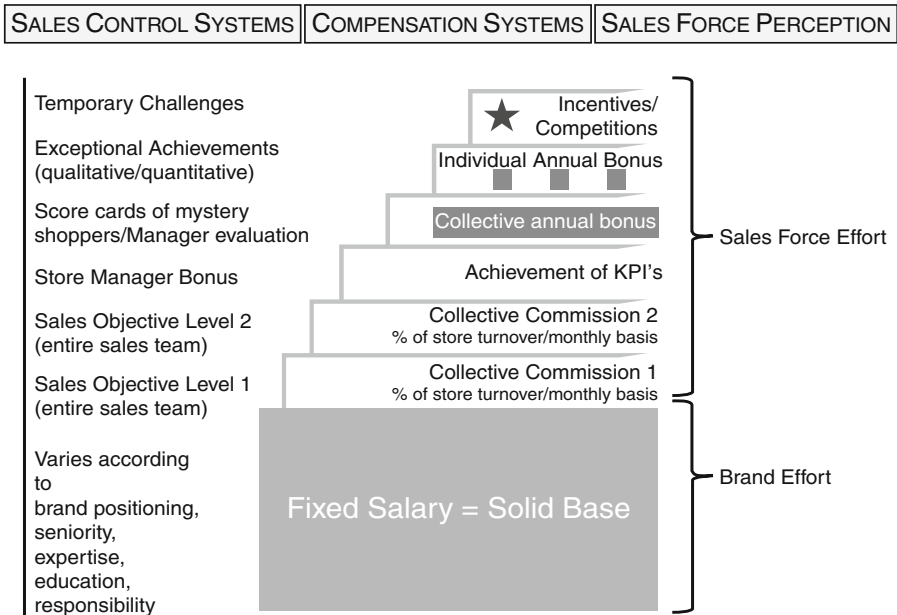 SALES CONTROL SYSTEMS
COMPENSATION SYSTEMS
SALES FORCE PERCEPTION
Temporary Challenges
Incentives/
Competitions
Exceptional Achievements
(qualitative/quantitative)
Individual Annual Bonus
Score cards of mystery
shoppers/Manager evaluation
Collective annual bonus
Store Manager Bonus
Achievement of KPI's
Sales Objective Level 2
(entire sales team)
Collective Commission 2
% of store turnover/monthly basis
Sales Objective Level 1
(entire sales team)
Collective Commission 1
% of store turnover/monthly basis
Sales Force Effort
Varies according
to
brand positioning,
seniority,
expertise,
education,
responsibility
Fixed Salary = Solid Base
Brand Effort